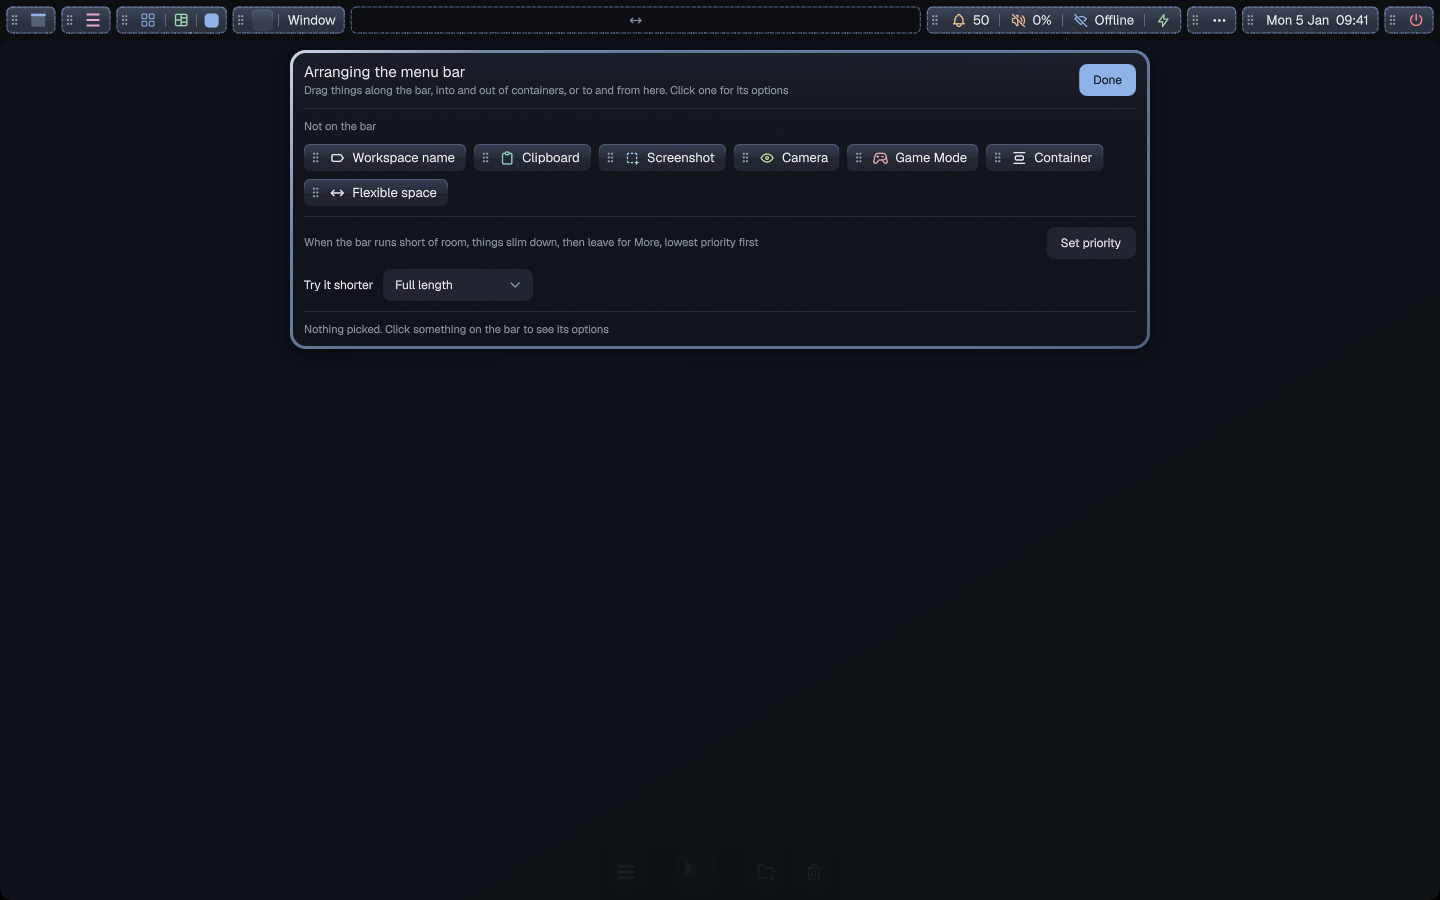 Window
50
0%
Offline
Mon 5 Jan 09:41
Arranging the menu bar
Drag things along the bar, into and out of containers, or to and from here. Click one for its options
Done
Not on the bar
Workspace name
Clipboard
Screenshot
Camera
Game Mode
Container
Flexible space
When the bar runs short of room, things slim down, then leave for More, lowest priority first
Set priority
Try it shorter
Full length
Nothing picked. Click something on the bar to see its options